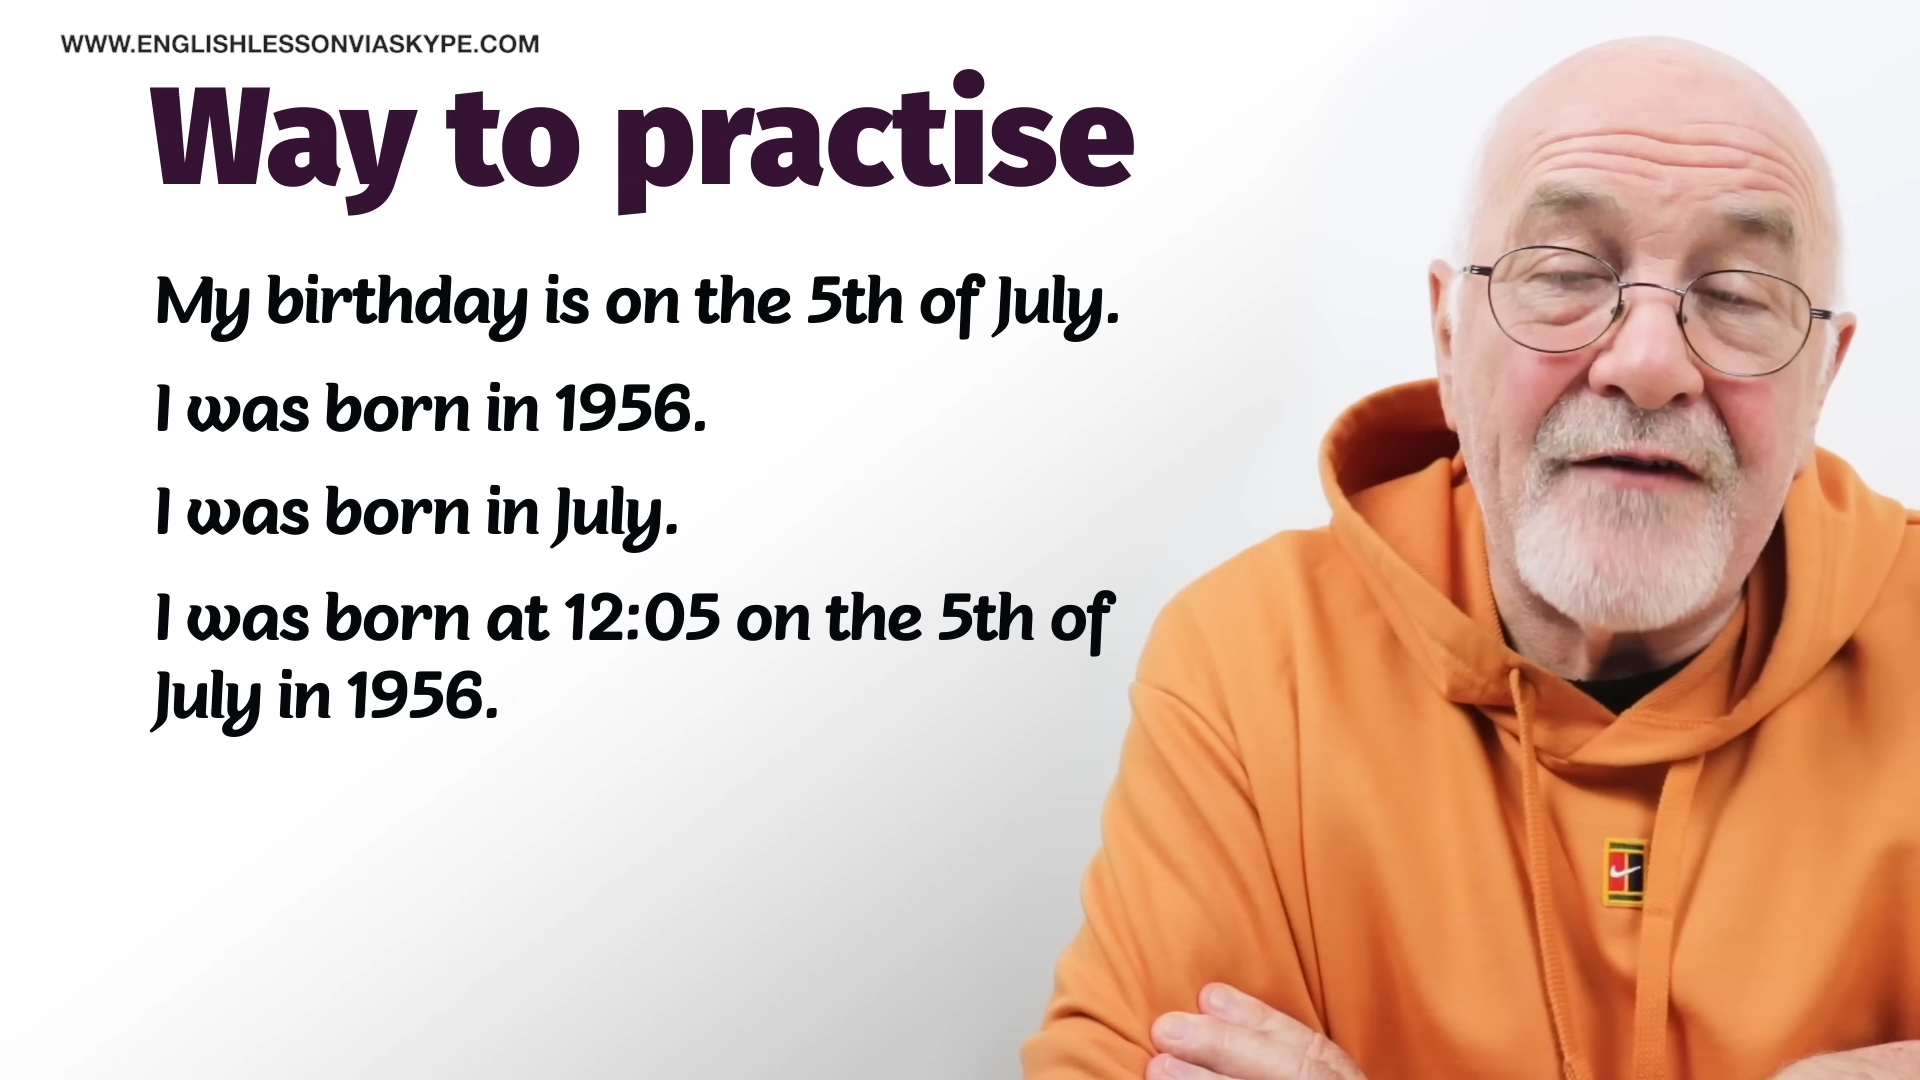 WWW.ENGLISHLESSONVIASKYPE.COM
Way to practise
My birthday is on the 5th of July.
I was born in 1956.
I was born in July.
I was born at 12:05 on the 5th of
July in 1956.